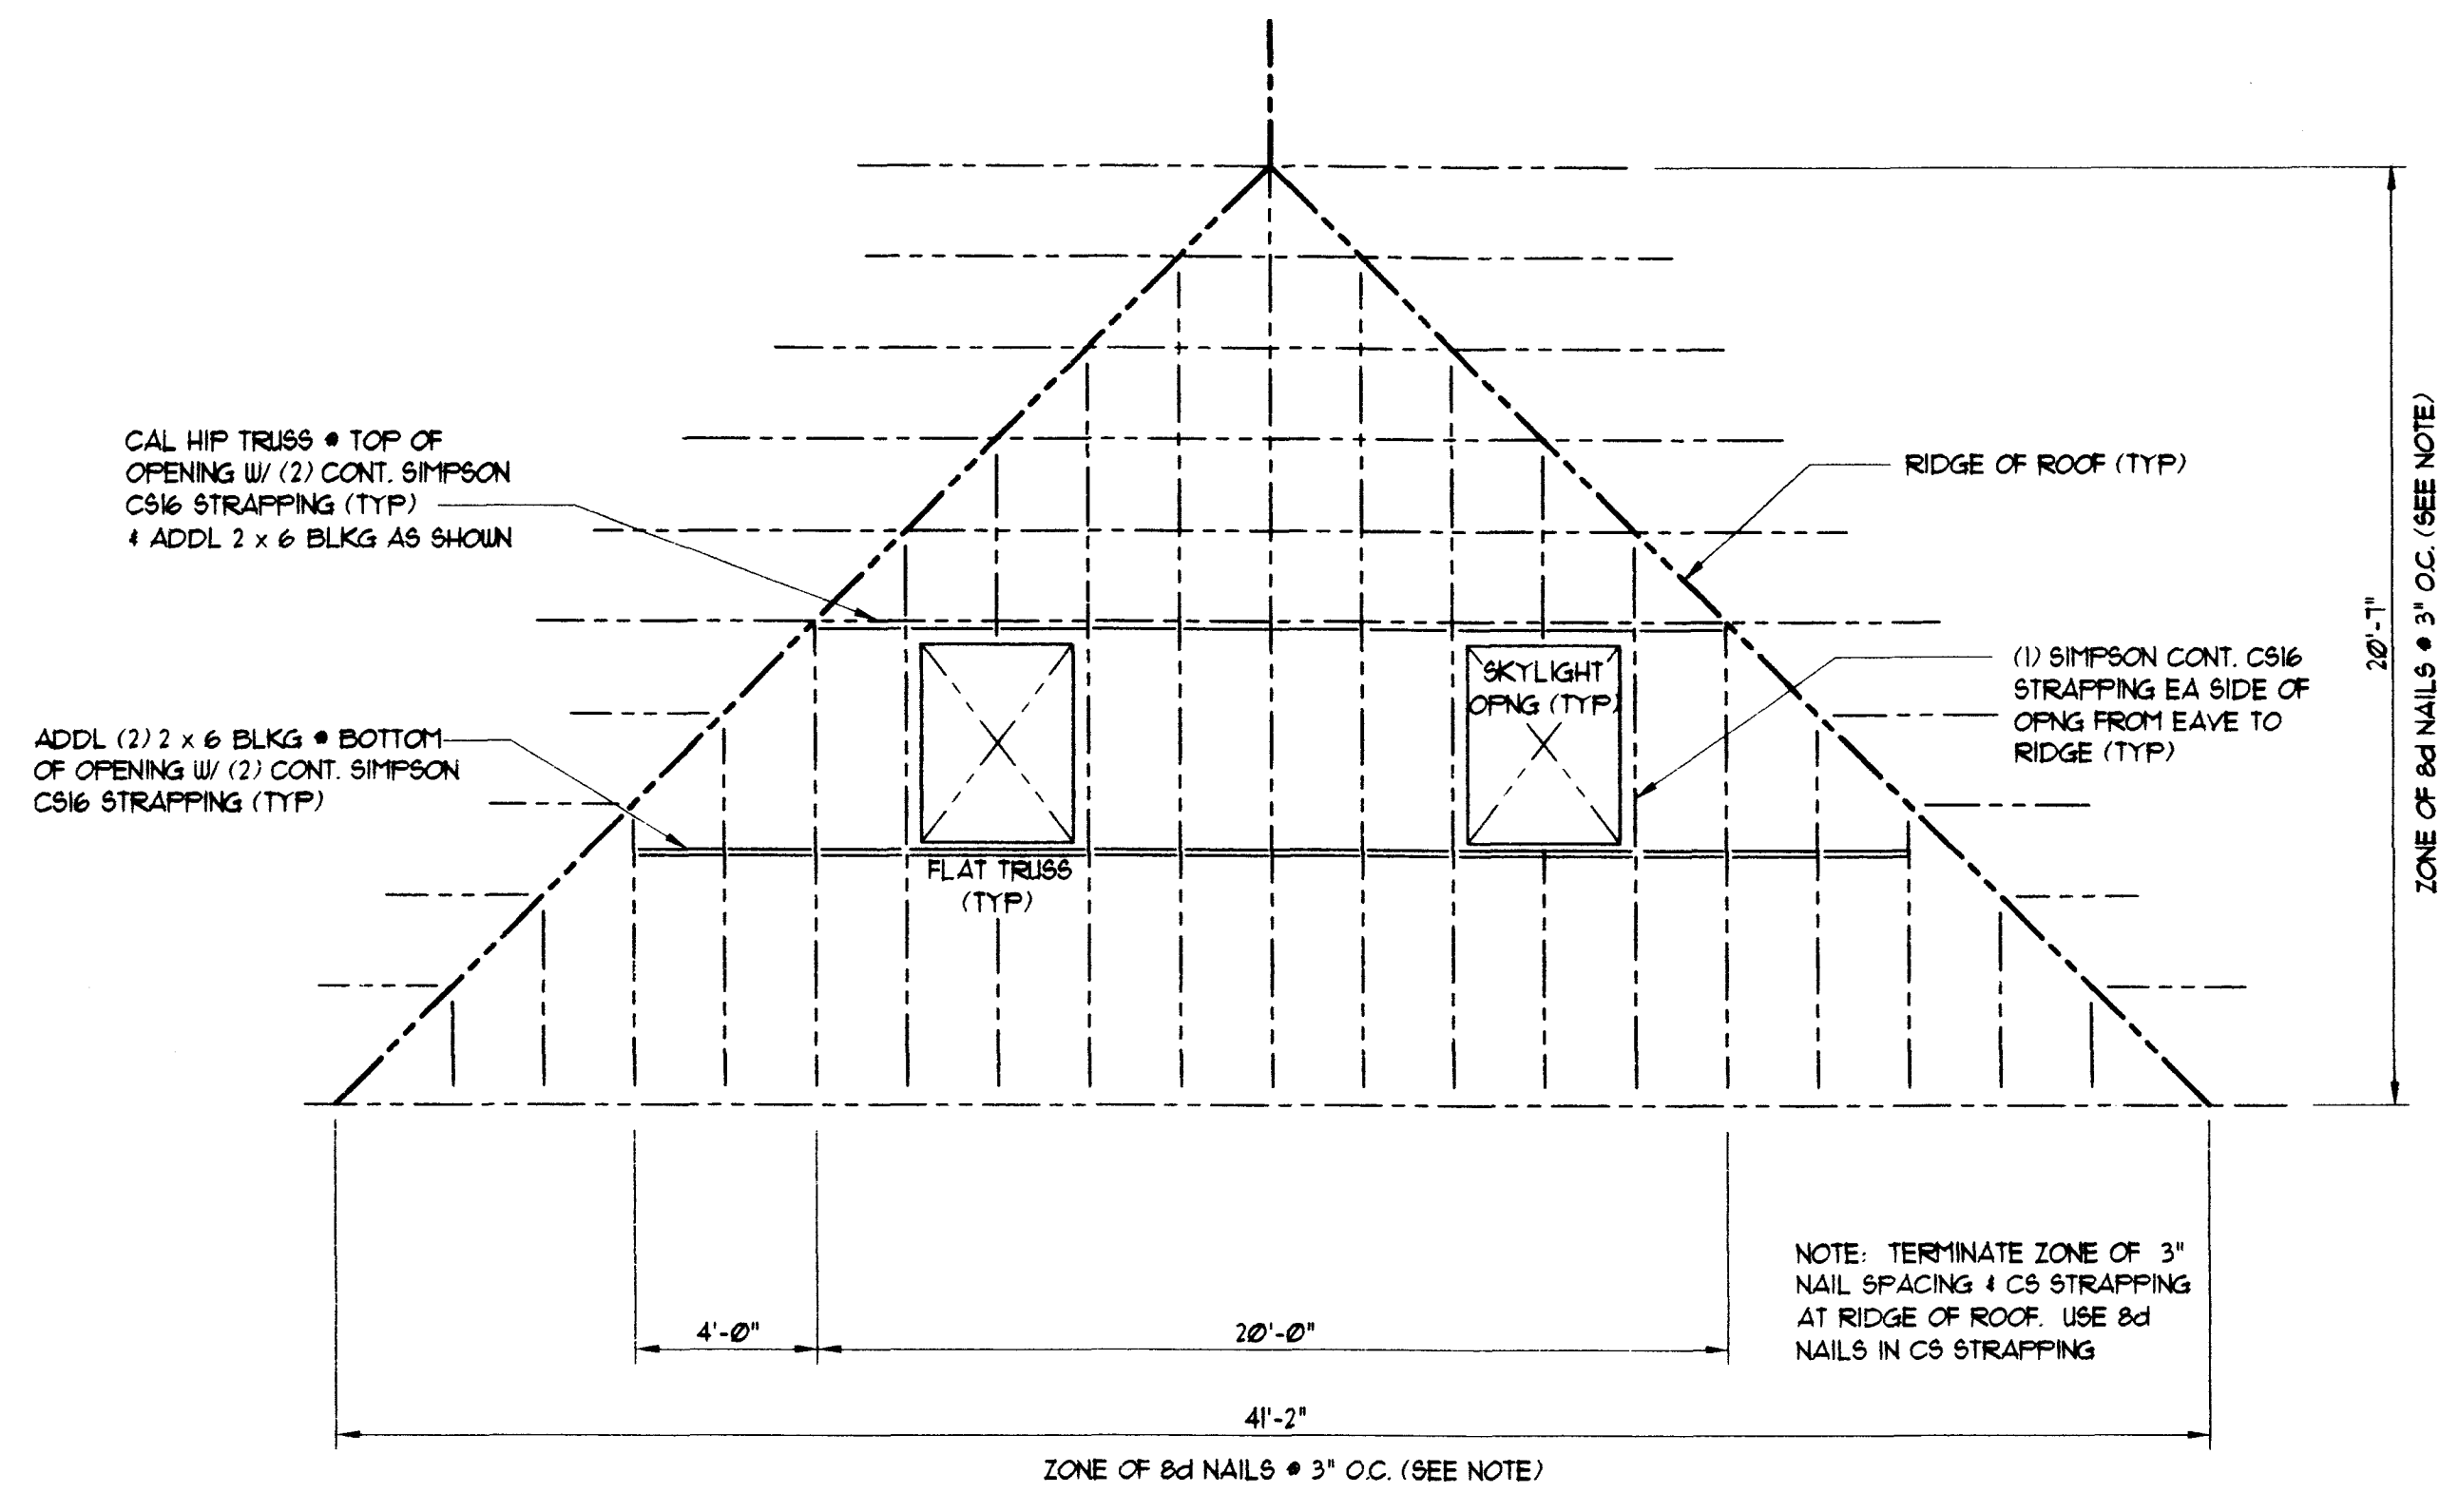 CAL HIP TRUSS @ TOP OF
OPENING W/ (2) CONT. SIMPSON
CS16 STRAPPING (TYP)
& ADDL 2 x 6 BLKG AS SHOWN
RIDGE OF ROOF (TYP)
ADDL (2) 2 x 6 BLKG @ BOTTOM
OF OPENING W/ (2) CONT. SIMPSON
CS16 STRAPPING (TYP)
SKYLIGHT
OPNG (TYP)
(1) SIMPSON CONT. CS16
STRAPPING EA SIDE OF
OPNG FROM EAVE TO
RIDGE (TYP)
FLAT TRUSS
(TYP)
20'-7"
ZONE OF 8d NAILS @ 3" O.C. (SEE NOTE)
NOTE: TERMINATE ZONE OF 3"
NAIL SPACING & CS STRAPPING
AT RIDGE OF ROOF. USE 8d
NAILS IN CS STRAPPING
4'-0"
20'-0"
41'-2"
ZONE OF 8d NAILS @ 3" O.C. (SEE NOTE)